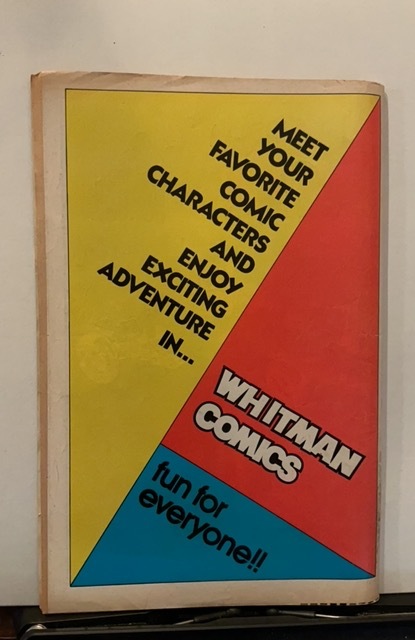 MEET
YOUR
FAVORITE
COMIC
CHARACTERS
AND
ENJOY
EXCITING
ADVENTURE
IN...
WHITMAN
COMICS
fun for
everyone!!